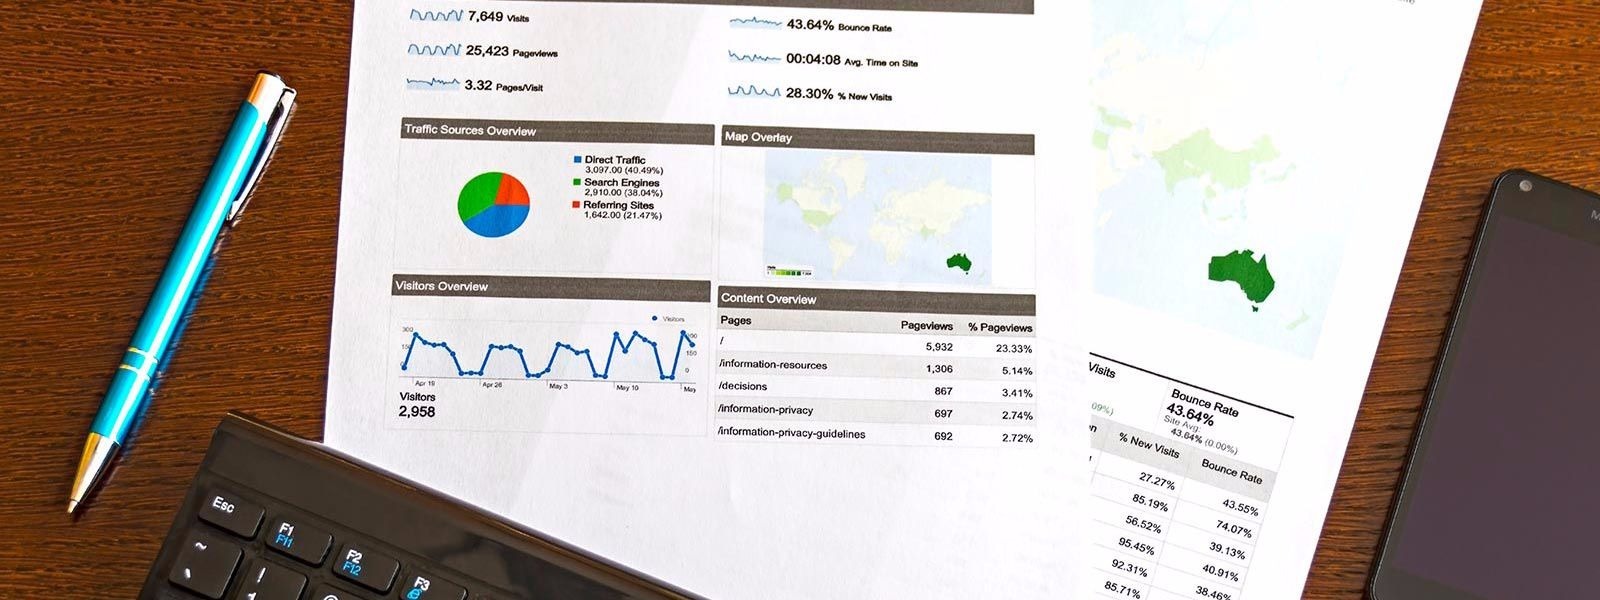 7,649 Visits
43.64% Bounce Rate
25,423 Pageviews
00:04:08 Avg. Time on Site
3.32 Pages/Visit
28.30% % New Visits
Traffic Sources Overview
Direct Traffic
3,097.00 (40.49%)
Search Engines
2,910.00 (38.04%)
Referring Sites
1,642.00 (21.47%)
Map Overlay
Visitors Overview
Visitors
300
150
150
0
Apr 19 Apr 26 May 3 May 10 May
Visitors
2,958
Content Overview
Pages Pageviews % Pageviews
/ 5,932 23.33%
/information-resources 1,306 5.14%
/decisions 867 3.41%
/information-privacy 697 2.74%
/information-privacy-guidelines 692 2.72%
Visits
09%)
Bounce Rate
43.64%
Site Avg:
43.64% (0.00%)
% New Visits Bounce Rate
27.27% 43.55%
85.19% 74.07%
56.52% 39.13%
95.45% 40.91%
92.31% 38.46%
85.71%
Esc
F1
F11
F2
F12
F3
~
!
@
M